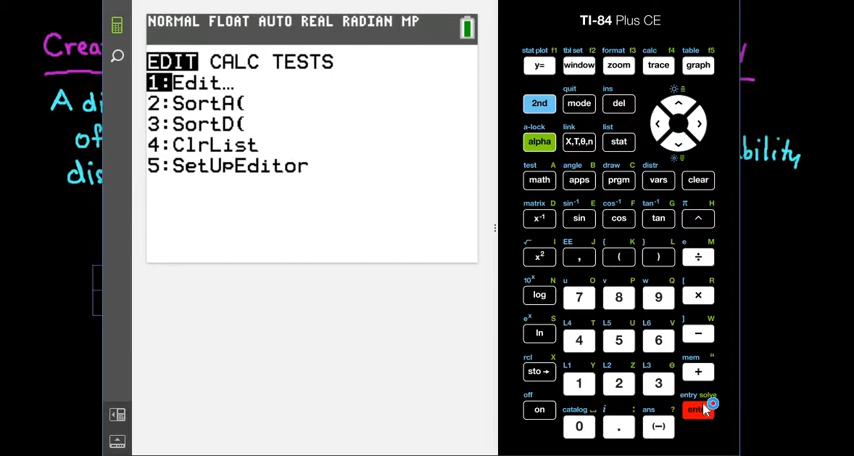 NORMAL FLOAT AUTO REAL RADIAN MP
EDIT CALC TESTS
1:Edit…
2:SortA(
3:SortD(
4:ClrList
5:SetUpEditor
Crea
y
A di
of
dis
bility
TI-84 Plus CE
stat plot f1 tbl set f2 format f3 calc f4 table f5
y= window zoom trace graph
quit ins
2nd mode del
a-lock link list
alpha X,T,θ,n stat
test A angle B draw C distr
math apps prgm vars clear
matrix D sin⁻¹ E cos⁻¹ F tan⁻¹ G π H
x⁻¹ sin cos tan ^
√ I EE J { K } L e M
x² , ( ) ÷
10ˣ N u O v P w Q [ R
log 7 8 9 ×
eˣ S L4 T L5 U L6 V ] W
ln 4 5 6 −
rcl X L1 Y L2 Z L3 θ mem "
sto→ 1 2 3 +
off catalog i : ans ? entry solve
on 0 . (−)